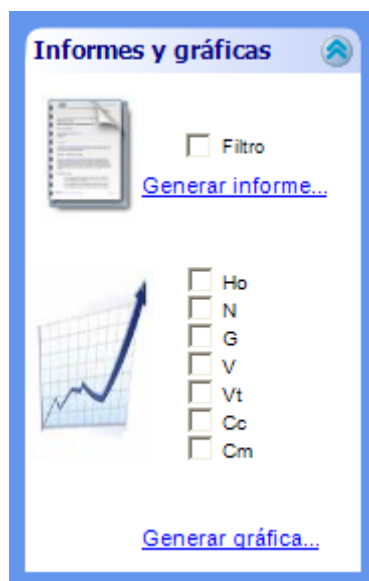 Informes y gráficas
Filtro
Generar informe...
Ho
N
G
V
Vt
Cc
Cm
Generar gráfica...